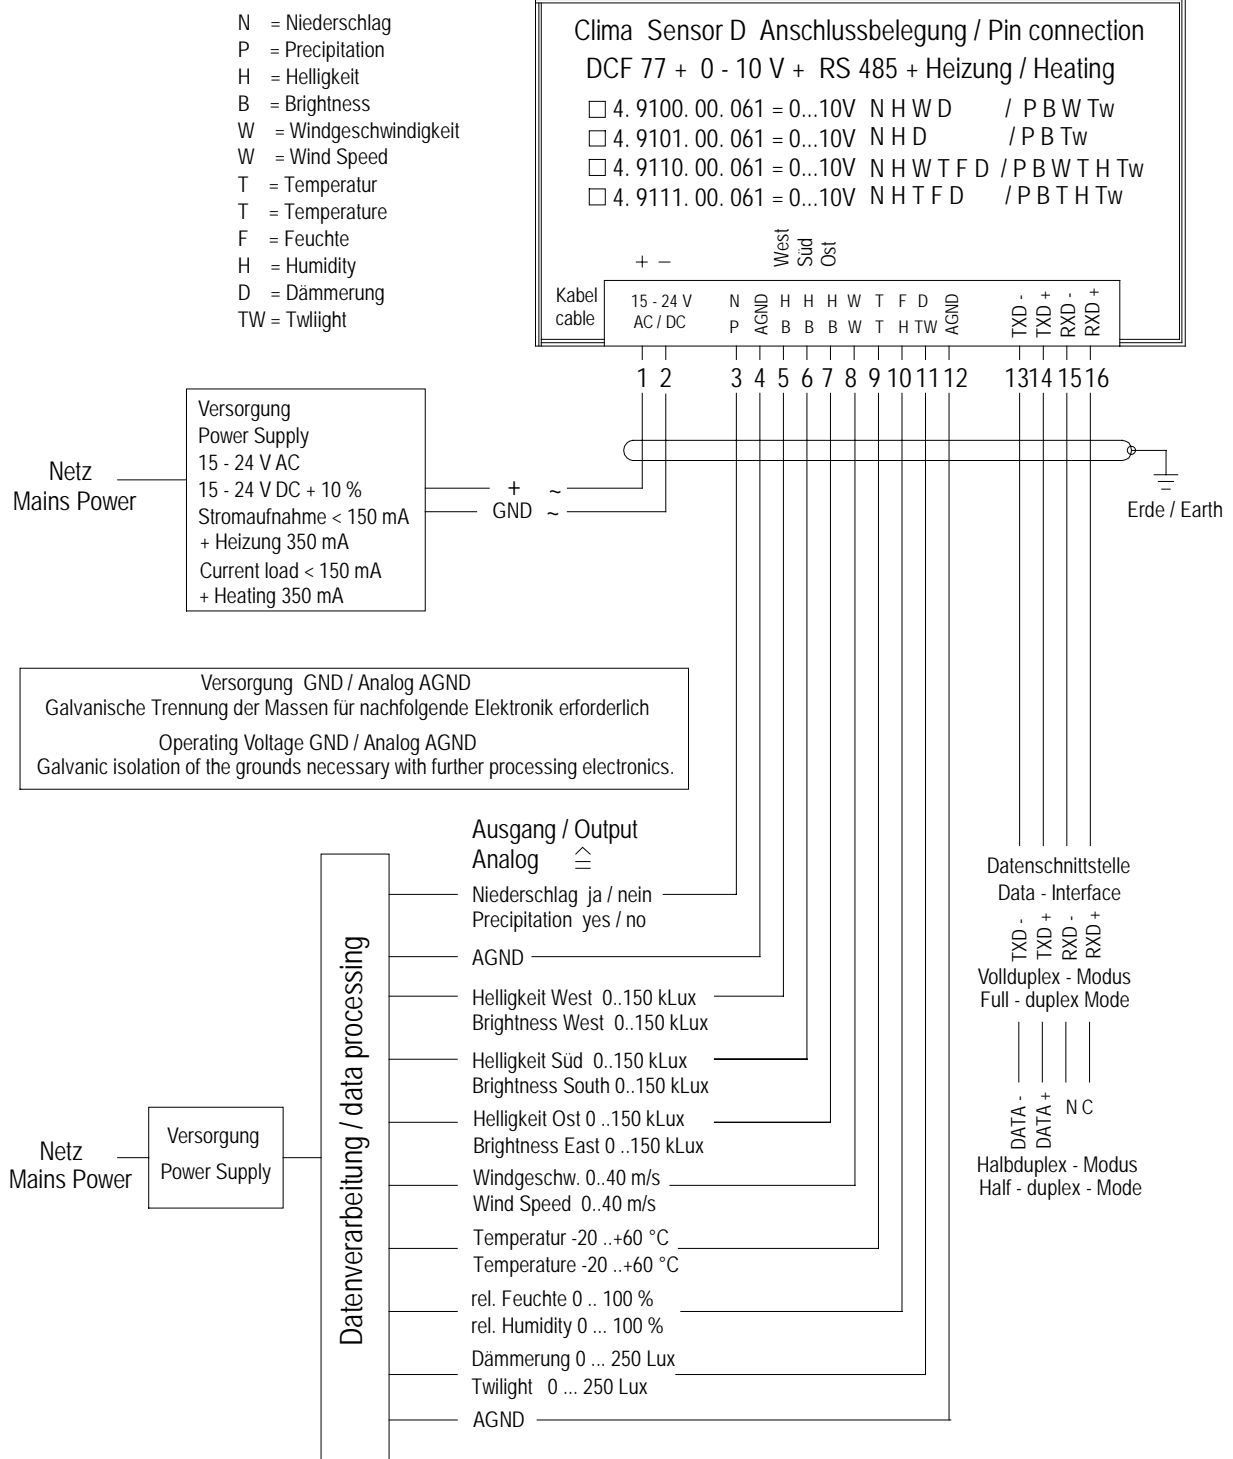 N = Niederschlag
P = Precipitation
H = Helligkeit
B = Brightness
W = Windgeschwindigkeit
W = Wind Speed
T = Temperatur
T = Temperature
F = Feuchte
H = Humidity
D = Dämmerung
TW = Twliight
Clima Sensor D Anschlussbelegung / Pin connection
DCF 77 + 0 - 10 V + RS 485 + Heizung / Heating
4. 9100. 00. 061 = 0...10V N H W D / P B W Tw
4. 9101. 00. 061 = 0...10V N H D / P B Tw
4. 9110. 00. 061 = 0...10V N H W T F D / P B W T H Tw
4. 9111. 00. 061 = 0...10V N H T F D / P B T H Tw
+ −
West
Süd
Ost
Kabel
cable
15 - 24 V
AC / DC
N AGND H H H W T F D AGND
P B B B W T H TW
TXD -
TXD +
RXD -
RXD +
1 2 3 4 5 6 7 8 9 10 11 12 13 14 15 16
Netz
Mains Power
Versorgung
Power Supply
15 - 24 V AC
15 - 24 V DC + 10 %
Stromaufnahme < 150 mA
+ Heizung 350 mA
Current load < 150 mA
+ Heating 350 mA
+ ~
GND ~
Erde / Earth
Versorgung GND / Analog AGND
Galvanische Trennung der Massen für nachfolgende Elektronik erforderlich
Operating Voltage GND / Analog AGND
Galvanic isolation of the grounds necessary with further processing electronics.
Ausgang / Output
Analog ≙
Niederschlag ja / nein
Precipitation yes / no
AGND
Helligkeit West 0..150 kLux
Brightness West 0..150 kLux
Helligkeit Süd 0..150 kLux
Brightness South 0..150 kLux
Helligkeit Ost 0 ..150 kLux
Brightness East 0 ..150 kLux
Windgeschw. 0..40 m/s
Wind Speed 0..40 m/s
Temperatur -20 ..+60 °C
Temperature -20 ..+60 °C
rel. Feuchte 0 .. 100 %
rel. Humidity 0 ... 100 %
Dämmerung 0 ... 250 Lux
Twilight 0 ... 250 Lux
AGND
Datenverarbeitung / data processing
Netz
Mains Power
Versorgung
Power Supply
Datenschnittstelle
Data - Interface
TXD -
TXD +
RXD -
RXD +
Vollduplex - Modus
Full - duplex Mode
DATA -
DATA +
N C
Halbduplex - Modus
Half - duplex - Mode